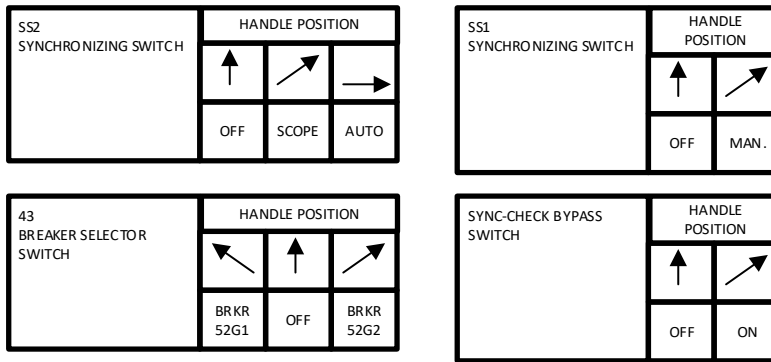 SS2
SYNCHRONIZING SWITCH
HANDLE POSITION
OFF
SCOPE
AUTO
SS1
SYNCHRONIZING SWITCH
HANDLE
POSITION
OFF
MAN.
43
BREAKER SELECTOR
SWITCH
HANDLE POSITION
BRKR
52G1
OFF
BRKR
52G2
SYNC-CHECK BYPASS
SWITCH
HANDLE
POSITION
OFF
ON